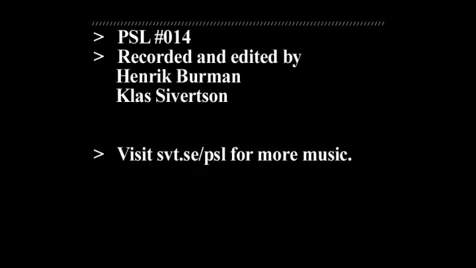 > PSL #014
> Recorded and edited by
Henrik Burman
Klas Sivertson
> Visit svt.se/psl for more music.